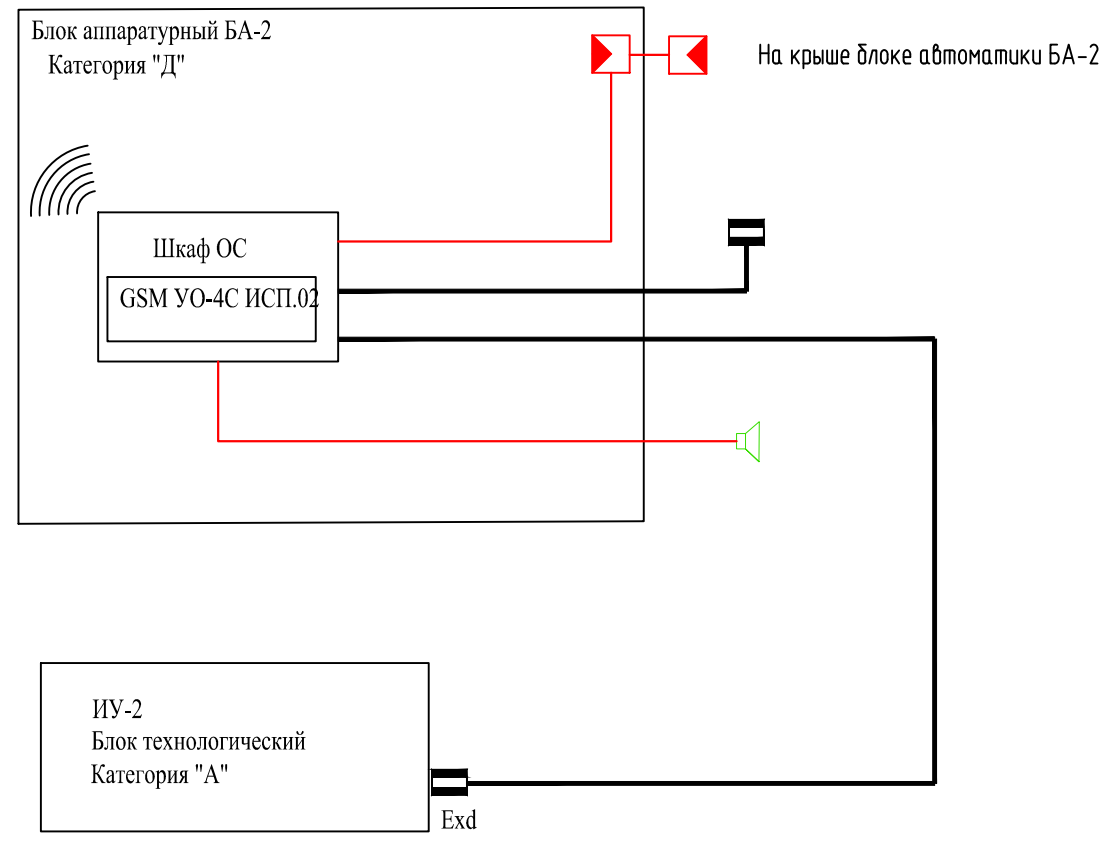 Блок аппаратурный БА-2
Категория "Д"
На крыше блоке автоматики БА-2
Шкаф ОС
GSM УО-4С ИСП.02
ИУ-2
Блок технологический
Категория "А"
Exd